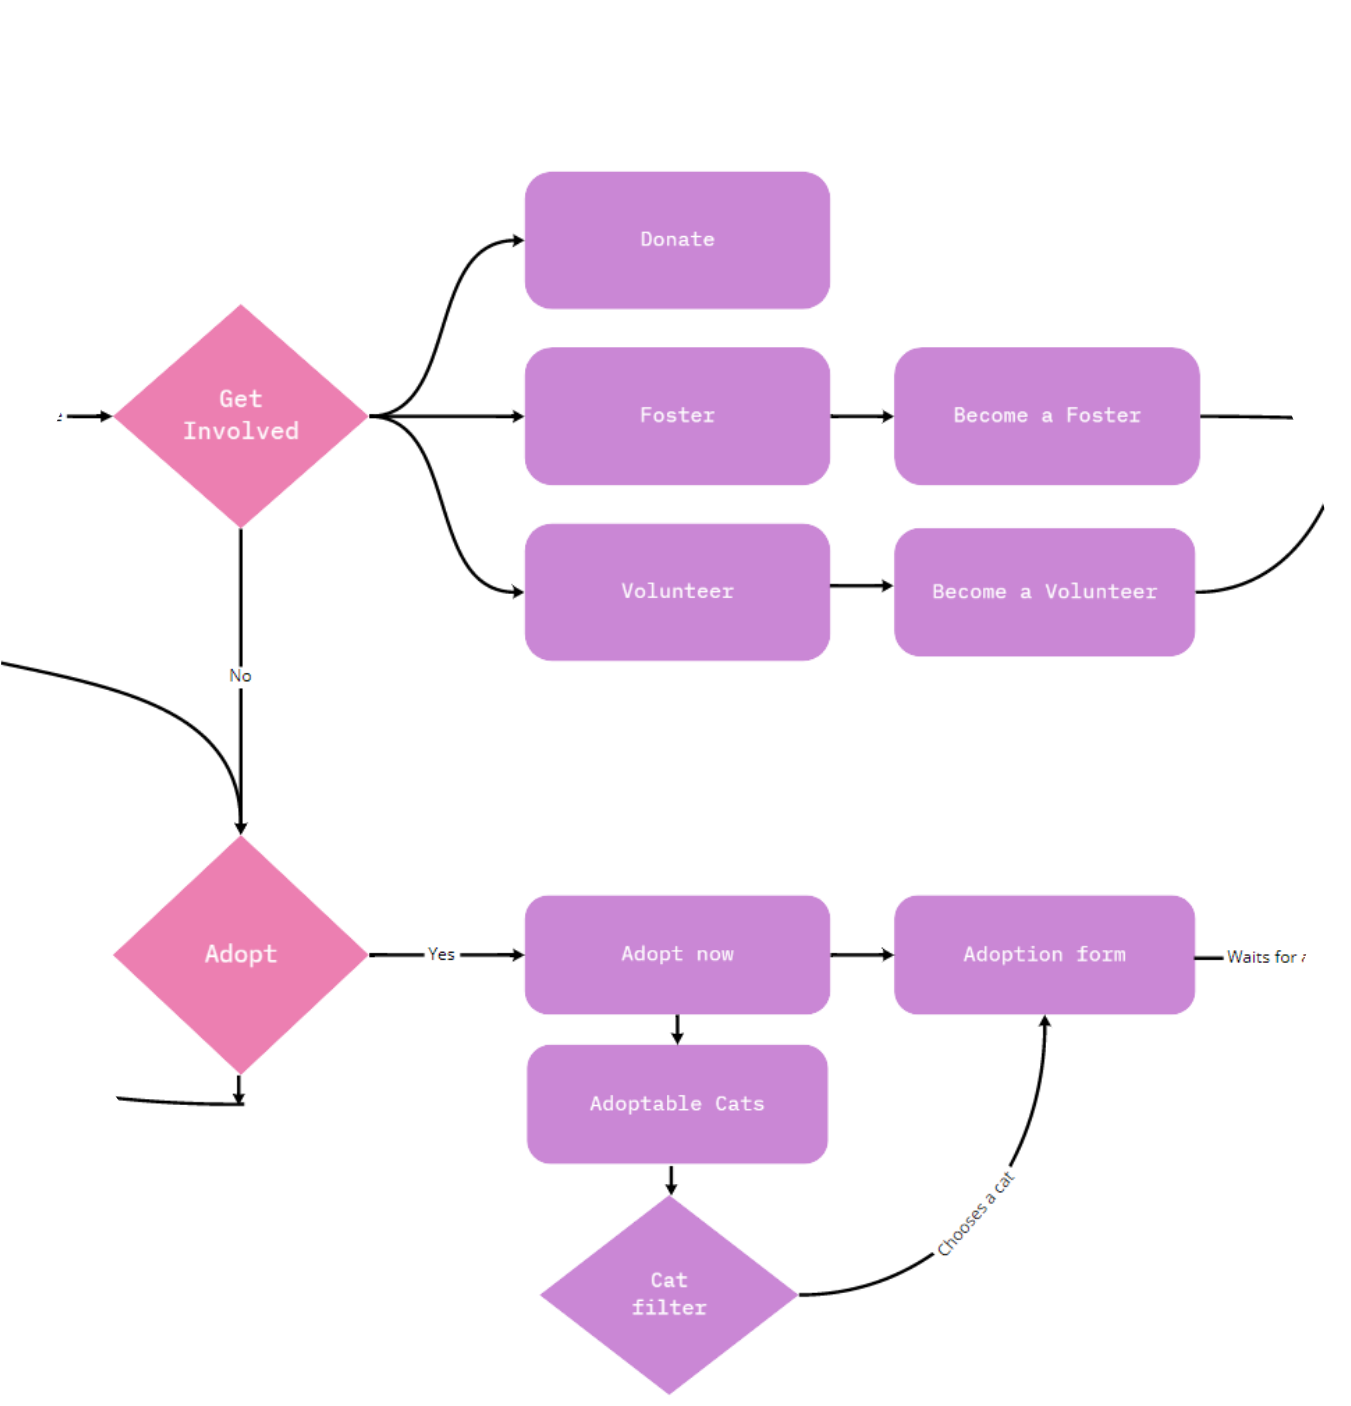 Donate
Get
Involved
Foster
Become a Foster
Volunteer
Become a Volunteer
No
Adopt
Yes
Adopt now
Adoption form
Waits for
Adoptable Cats
Chooses a cat
Cat
filter